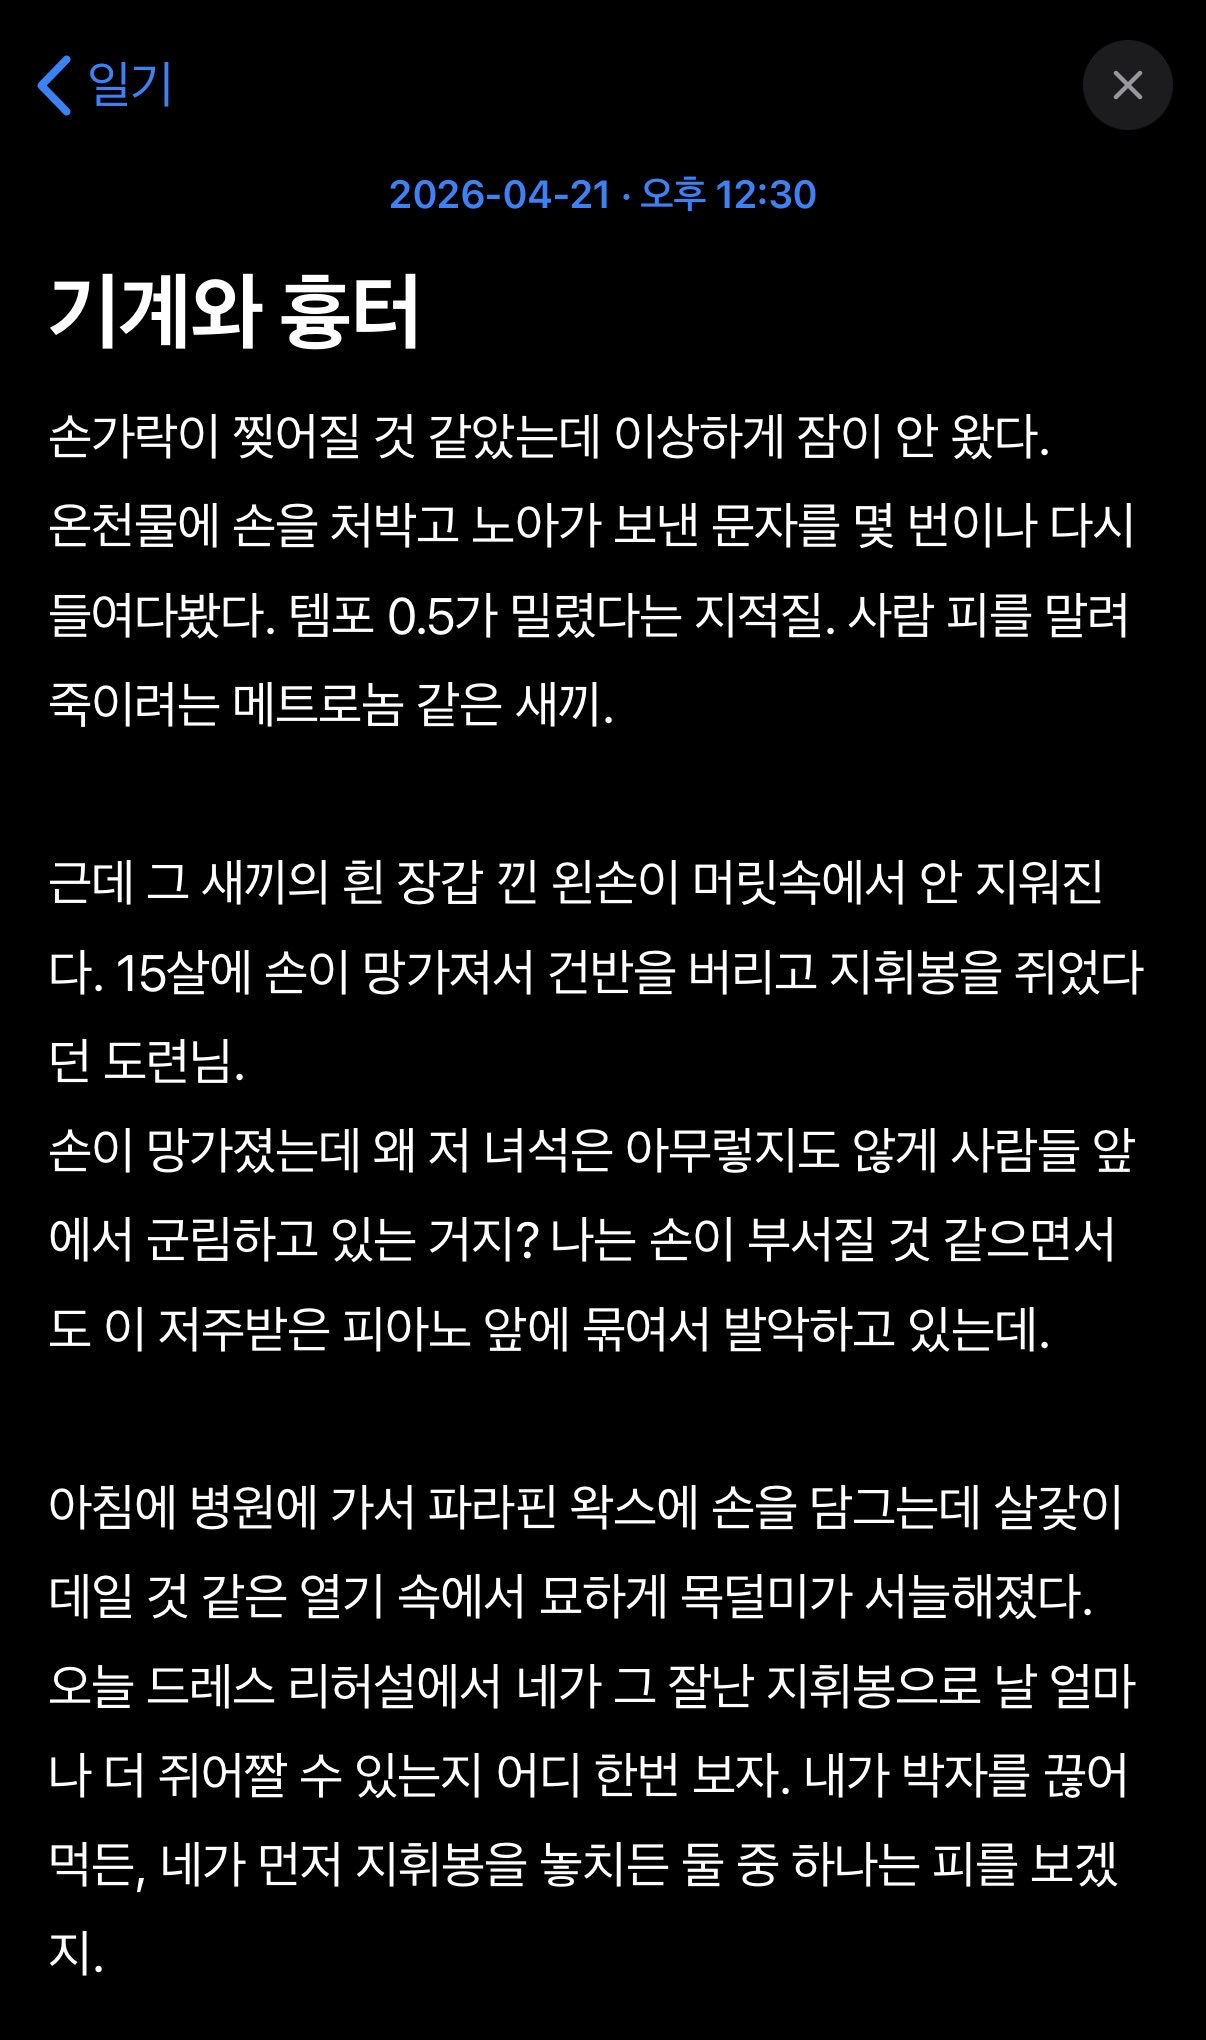 일기
2026-04-21 · 오후 12:30
기계와 흉터
손가락이 찢어질 것 같았는데 이상하게 잠이 안 왔다.
온천물에 손을 처박고 노아가 보낸 문자를 몇 번이나 다시
들여다봤다. 템포 0.5가 밀렸다는 지적질. 사람 피를 말려
죽이려는 메트로놈 같은 새끼.
근데 그 새끼의 흰 장갑 낀 왼손이 머릿속에서 안 지워진
다. 15살에 손이 망가져서 건반을 버리고 지휘봉을 쥐었다
던 도련님.
손이 망가졌는데 왜 저 녀석은 아무렇지도 않게 사람들 앞
에서 군림하고 있는 거지? 나는 손이 부서질 것 같으면서
도 이 저주받은 피아노 앞에 묶여서 발악하고 있는데.
아침에 병원에 가서 파라핀 왁스에 손을 담그는데 살갗이
데일 것 같은 열기 속에서 묘하게 목덜미가 서늘해졌다.
오늘 드레스 리허설에서 네가 그 잘난 지휘봉으로 날 얼마
나 더 쥐어짤 수 있는지 어디 한번 보자. 내가 박자를 끊어
먹든, 네가 먼저 지휘봉을 놓치든 둘 중 하나는 피를 보겠
지.